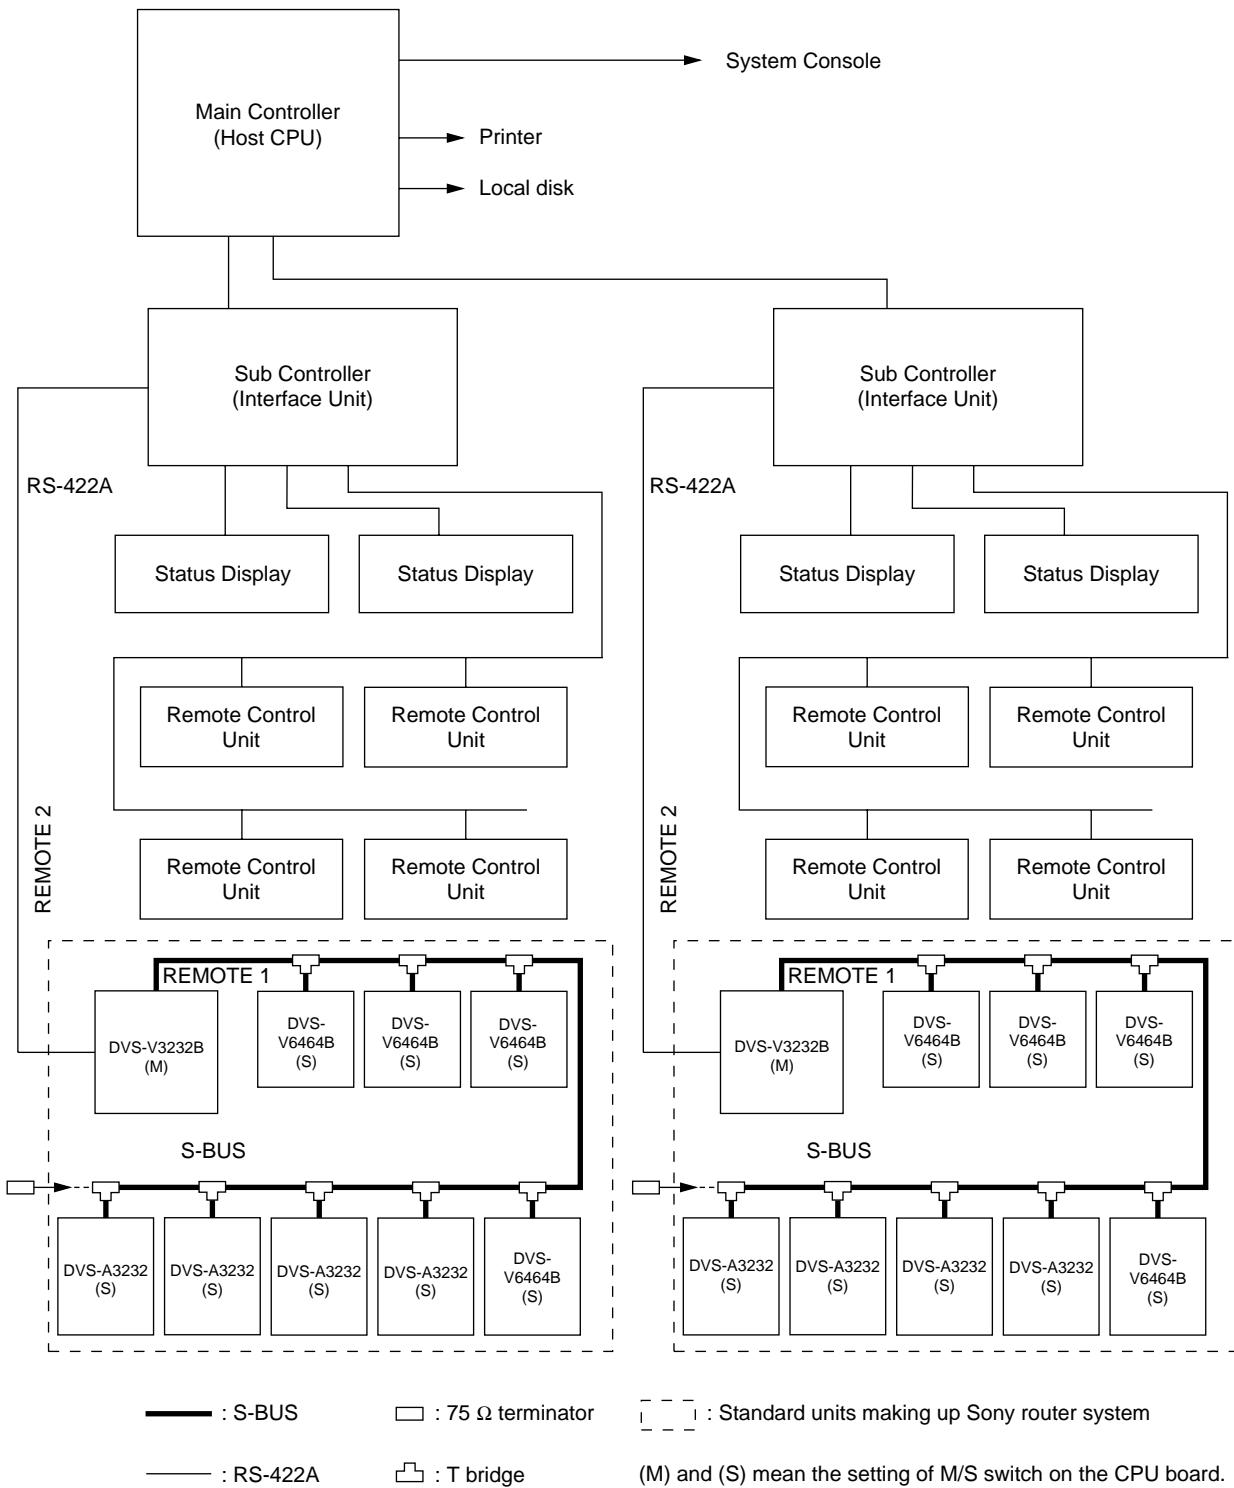 System Console
Main Controller
(Host CPU)
Printer
Local disk
Sub Controller
(Interface Unit)
Sub Controller
(Interface Unit)
RS-422A
RS-422A
Status Display
Status Display
Status Display
Status Display
Remote Control
Unit
Remote Control
Unit
Remote Control
Unit
Remote Control
Unit
REMOTE 2
REMOTE 2
Remote Control
Unit
Remote Control
Unit
Remote Control
Unit
Remote Control
Unit
REMOTE 1
DVS-V3232B
(M)
DVS-
V6464B
(S)
DVS-
V6464B
(S)
DVS-
V6464B
(S)
S-BUS
DVS-A3232
(S)
DVS-A3232
(S)
DVS-A3232
(S)
DVS-A3232
(S)
DVS-
V6464B
(S)
REMOTE 1
DVS-V3232B
(M)
DVS-
V6464B
(S)
DVS-
V6464B
(S)
DVS-
V6464B
(S)
S-BUS
DVS-A3232
(S)
DVS-A3232
(S)
DVS-A3232
(S)
DVS-A3232
(S)
DVS-
V6464B
(S)
: S-BUS
: 75 Ω terminator
: Standard units making up Sony router system
: RS-422A
: T bridge
(M) and (S) mean the setting of M/S switch on the CPU board.